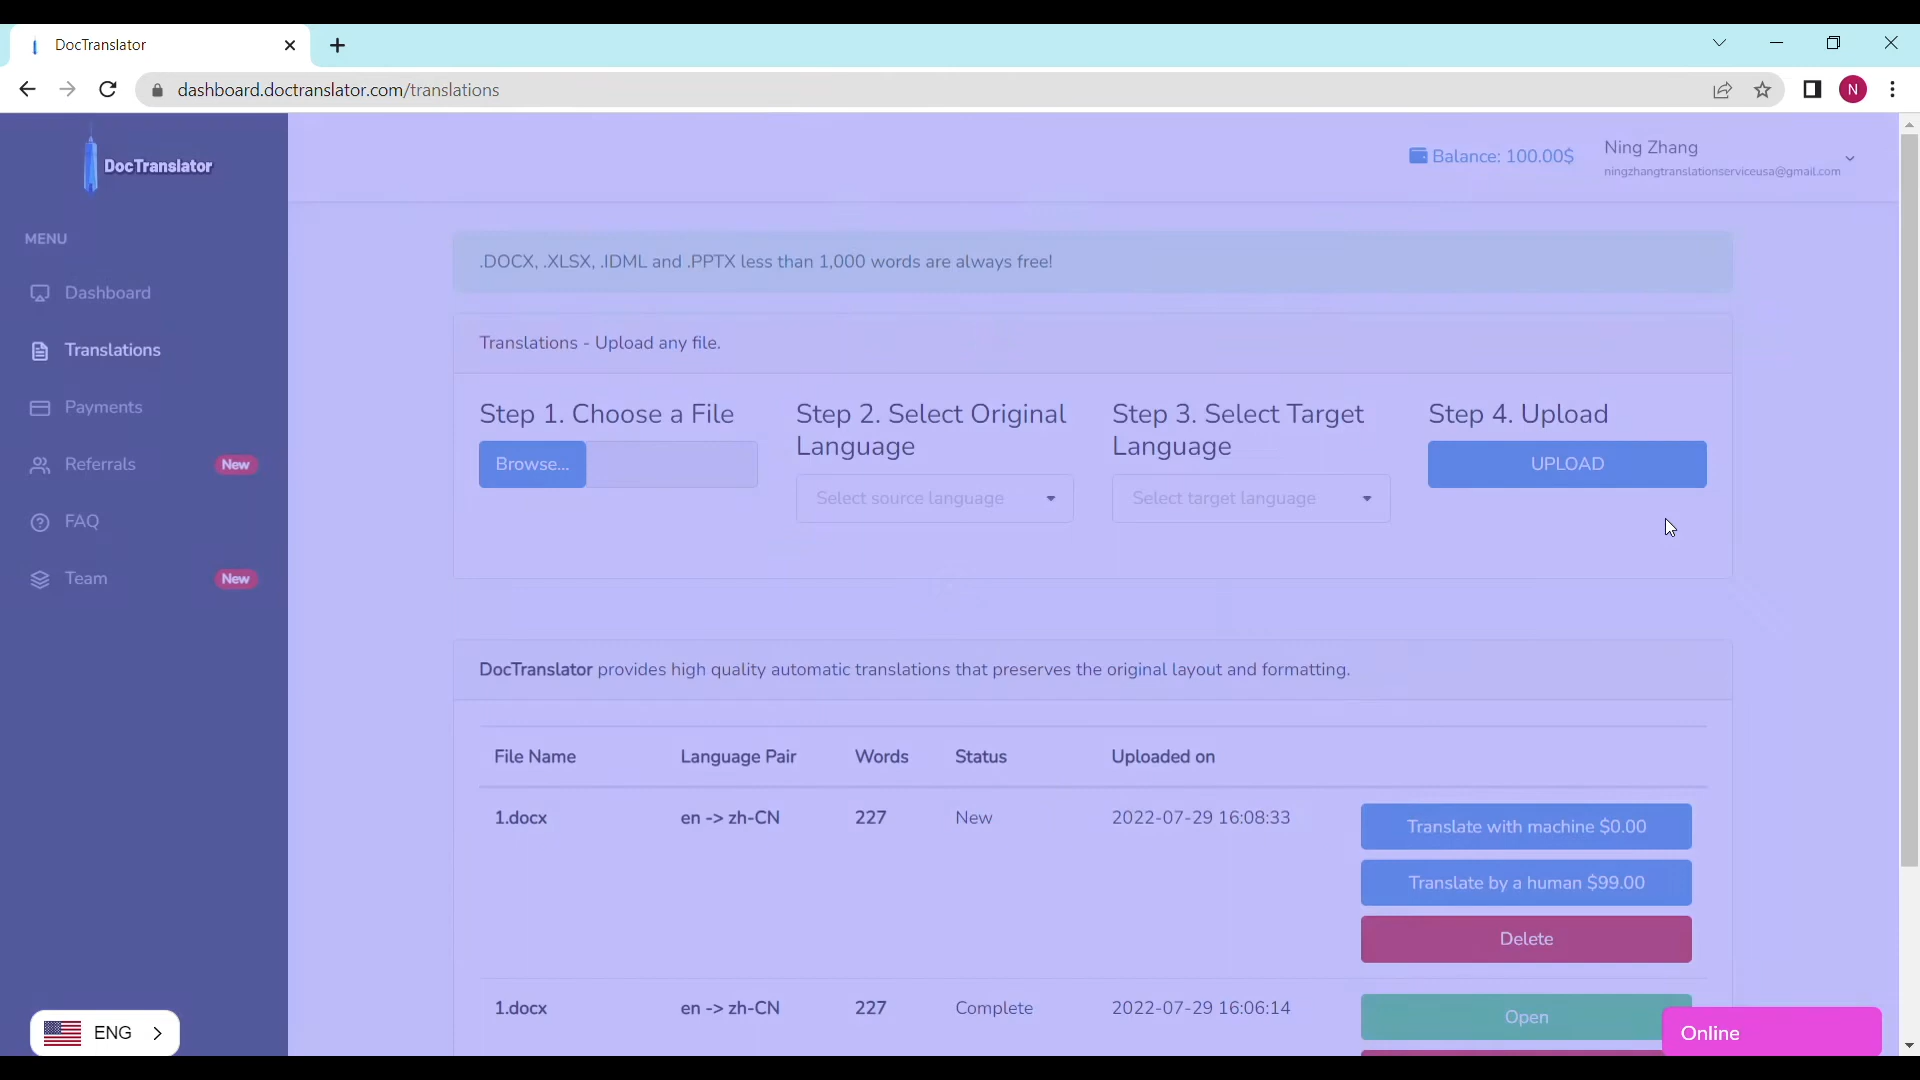 DocTranslator
dashboard.doctranslator.com/translations
N
DocTranslator
Balance: 100.00$
Ning Zhang
ningzhangtranslationserviceusa@gmail.com
MENU
Dashboard
Translations
Payments
Referrals New
FAQ
Team New
.DOCX, .XLSX, .IDML and .PPTX less than 1,000 words are always free!
Translations - Upload any file.
Step 1. Choose a File
Browse...
Step 2. Select Original
Language
Select source language
Step 3. Select Target
Language
Select target language
Step 4. Upload
UPLOAD
DocTranslator provides high quality automatic translations that preserves the original layout and formatting.
File Name Language Pair Words Status Uploaded on
1.docx en -> zh-CN 227 New 2022-07-29 16:08:33
Translate with machine $0.00
Translate by a human $99.00
Delete
1.docx en -> zh-CN 227 Complete 2022-07-29 16:06:14
Open
ENG
Online